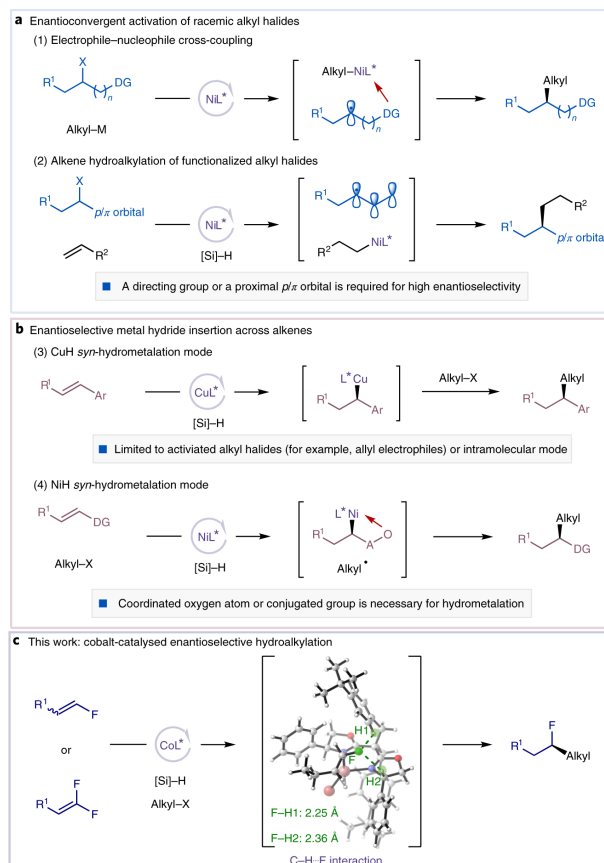 a Enantioconvergent activation of racemic alkyl halides
(1) Electrophile–nucleophile cross-coupling
X
R1
DG
n
Alkyl–M
NiL*
Alkyl–NiL*
R1
DG
n
Alkyl
R1
DG
n
(2) Alkene hydroalkylation of functionalized alkyl halides
X
R1
p/π orbital
R2
NiL*
[Si]–H
R1
R2
NiL*
R2
R1
p/π orbital
A directing group or a proximal p/π orbital is required for high enantioselectivity
b Enantioselective metal hydride insertion across alkenes
(3) CuH syn-hydrometalation mode
R1
Ar
CuL*
[Si]–H
L*Cu
R1
Ar
Alkyl–X
Alkyl
R1
Ar
Limited to activiated alkyl halides (for example, allyl electrophiles) or intramolecular mode
(4) NiH syn-hydrometalation mode
R1
DG
Alkyl–X
NiL*
[Si]–H
L*Ni
R1
A
O
Alkyl•
Alkyl
R1
DG
Coordinated oxygen atom or conjugated group is necessary for hydrometalation
c This work: cobalt-catalysed enantioselective hydroalkylation
R1
F
or
F
R1
F
CoL*
[Si]–H
Alkyl–X
H1
F
H2
F–H1: 2.25 Å
F–H2: 2.36 Å
C–H···F interaction
F
R1
Alkyl